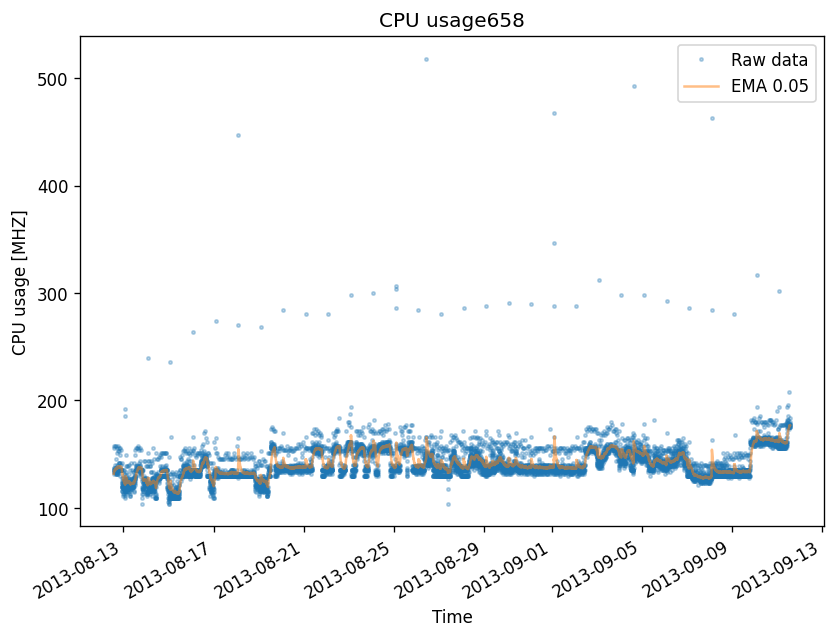 CPU usage658
Raw data
EMA 0.05
CPU usage [MHZ]
500
400
300
200
100
2013-08-13
2013-08-17
2013-08-21
2013-08-25
2013-08-29
2013-09-01
2013-09-05
2013-09-09
2013-09-13
Time